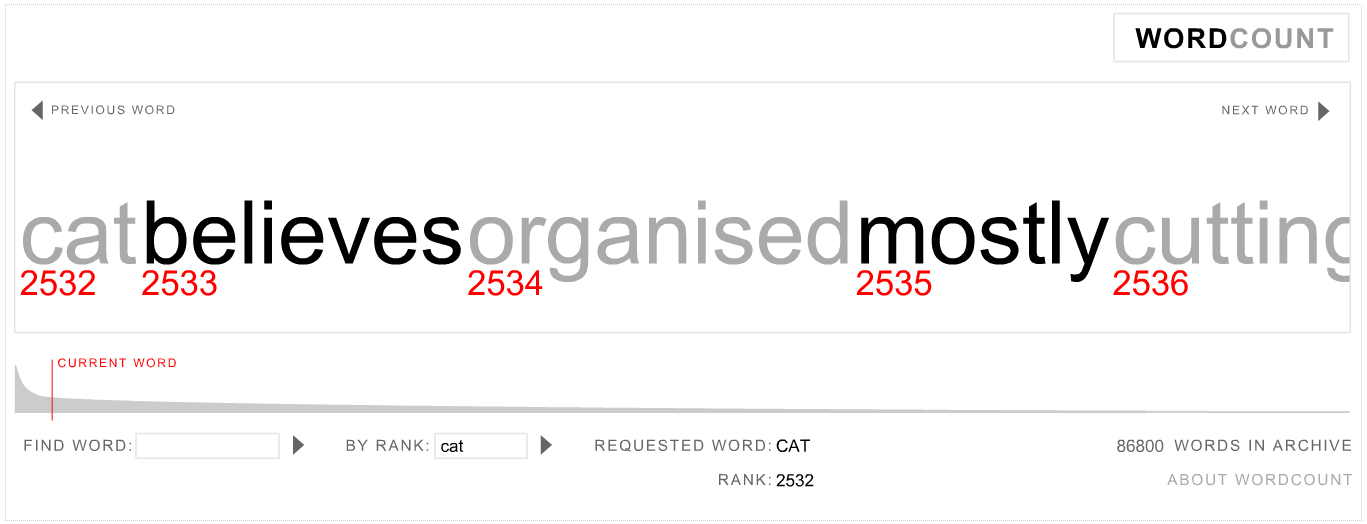 WORDCOUNT
PREVIOUS WORD NEXT WORD
cat believes organised mostly cutting
2532 2533 2534 2535 2536
CURRENT WORD
FIND WORD: BY RANK: cat REQUESTED WORD: CAT 86800 WORDS IN ARCHIVE
RANK: 2532 ABOUT WORDCOUNT